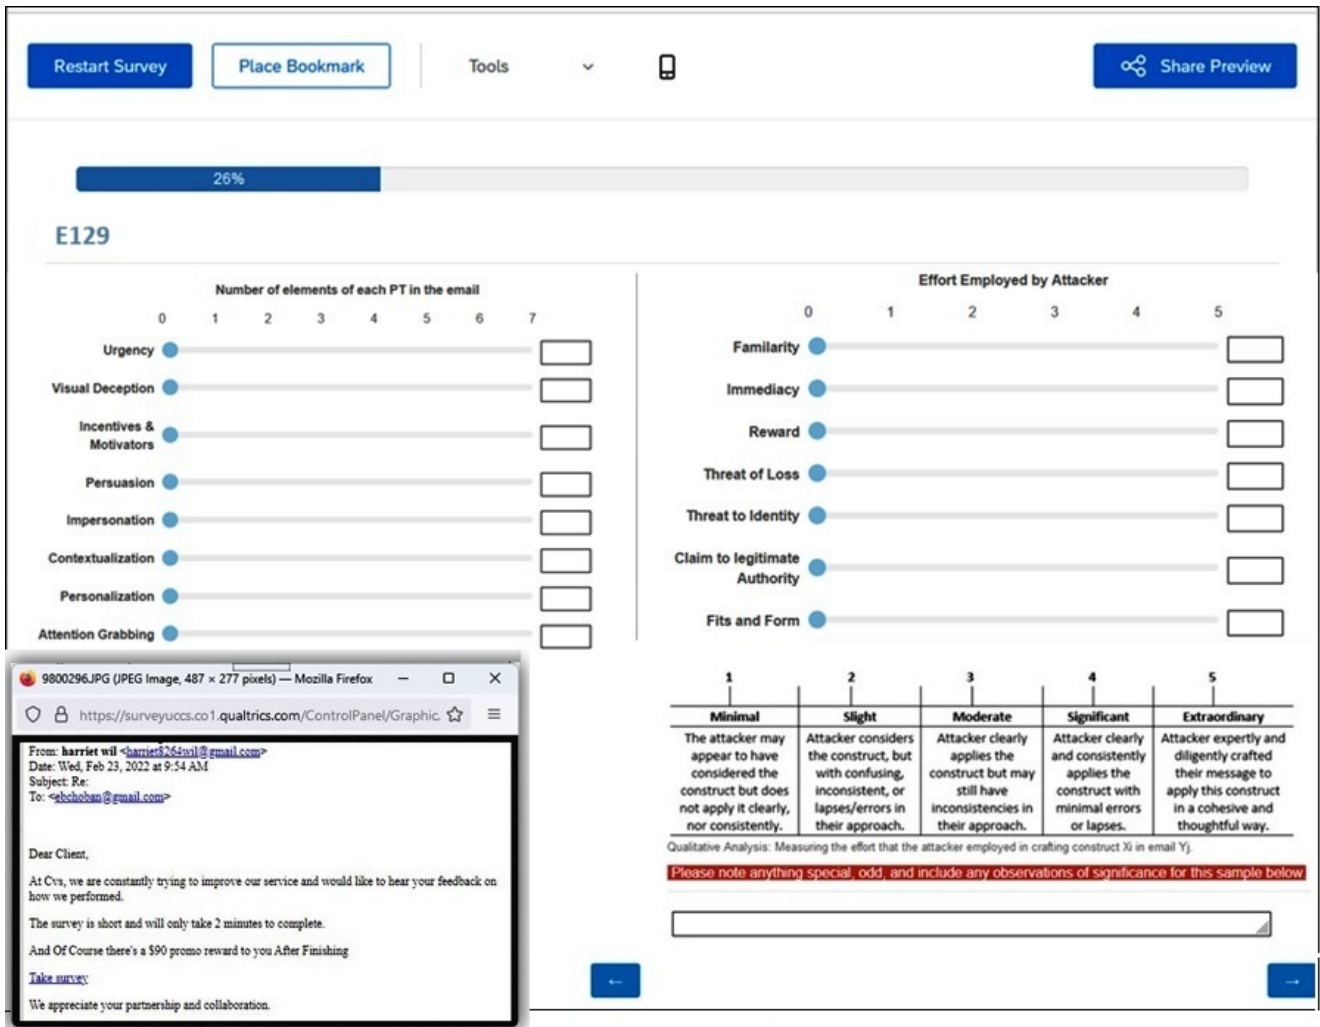 Restart Survey
Place Bookmark
Tools
Share Preview
26%
E129
Number of elements of each PT in the email
0 1 2 3 4 5 6 7
Urgency
Visual Deception
Incentives &
Motivators
Persuasion
Impersonation
Contextualization
Personalization
Attention Grabbing
Effort Employed by Attacker
0 1 2 3 4 5
Familarity
Immediacy
Reward
Threat of Loss
Threat to Identity
Claim to legitimate
Authority
Fits and Form
9800296.JPG (JPEG Image, 487 × 277 pixels) — Mozilla Firefox
https://surveyuccs.co1.qualtrics.com/ControlPanel/Graphic.
From: harriet wil <harriet8264wil@gmail.com>
Date: Wed, Feb 23, 2022 at 9:54 AM
Subject: Re:
To: <ebchoban@gmail.com>
Dear Client,
At Cvs, we are constantly trying to improve our service and would like to hear your feedback on
how we performed.
The survey is short and will only take 2 minutes to complete.
And Of Course there's a $90 promo reward to you After Finishing
Take survey
We appreciate your partnership and collaboration.
1 2 3 4 5
Minimal Slight Moderate Significant Extraordinary
The attacker may Attacker considers Attacker clearly Attacker clearly Attacker expertly and
appear to have the construct, but applies the and consistently diligently crafted
considered the with confusing, construct but may applies the their message to
construct but does inconsistent, or still have construct with apply this construct
not apply it clearly, lapses/errors in inconsistencies in minimal errors in a cohesive and
nor consistently. their approach. their approach. or lapses. thoughtful way.
Qualitative Analysis: Measuring the effort that the attacker employed in crafting construct Xi in email Yj.
Please note anything special, odd, and include any observations of significance for this sample below